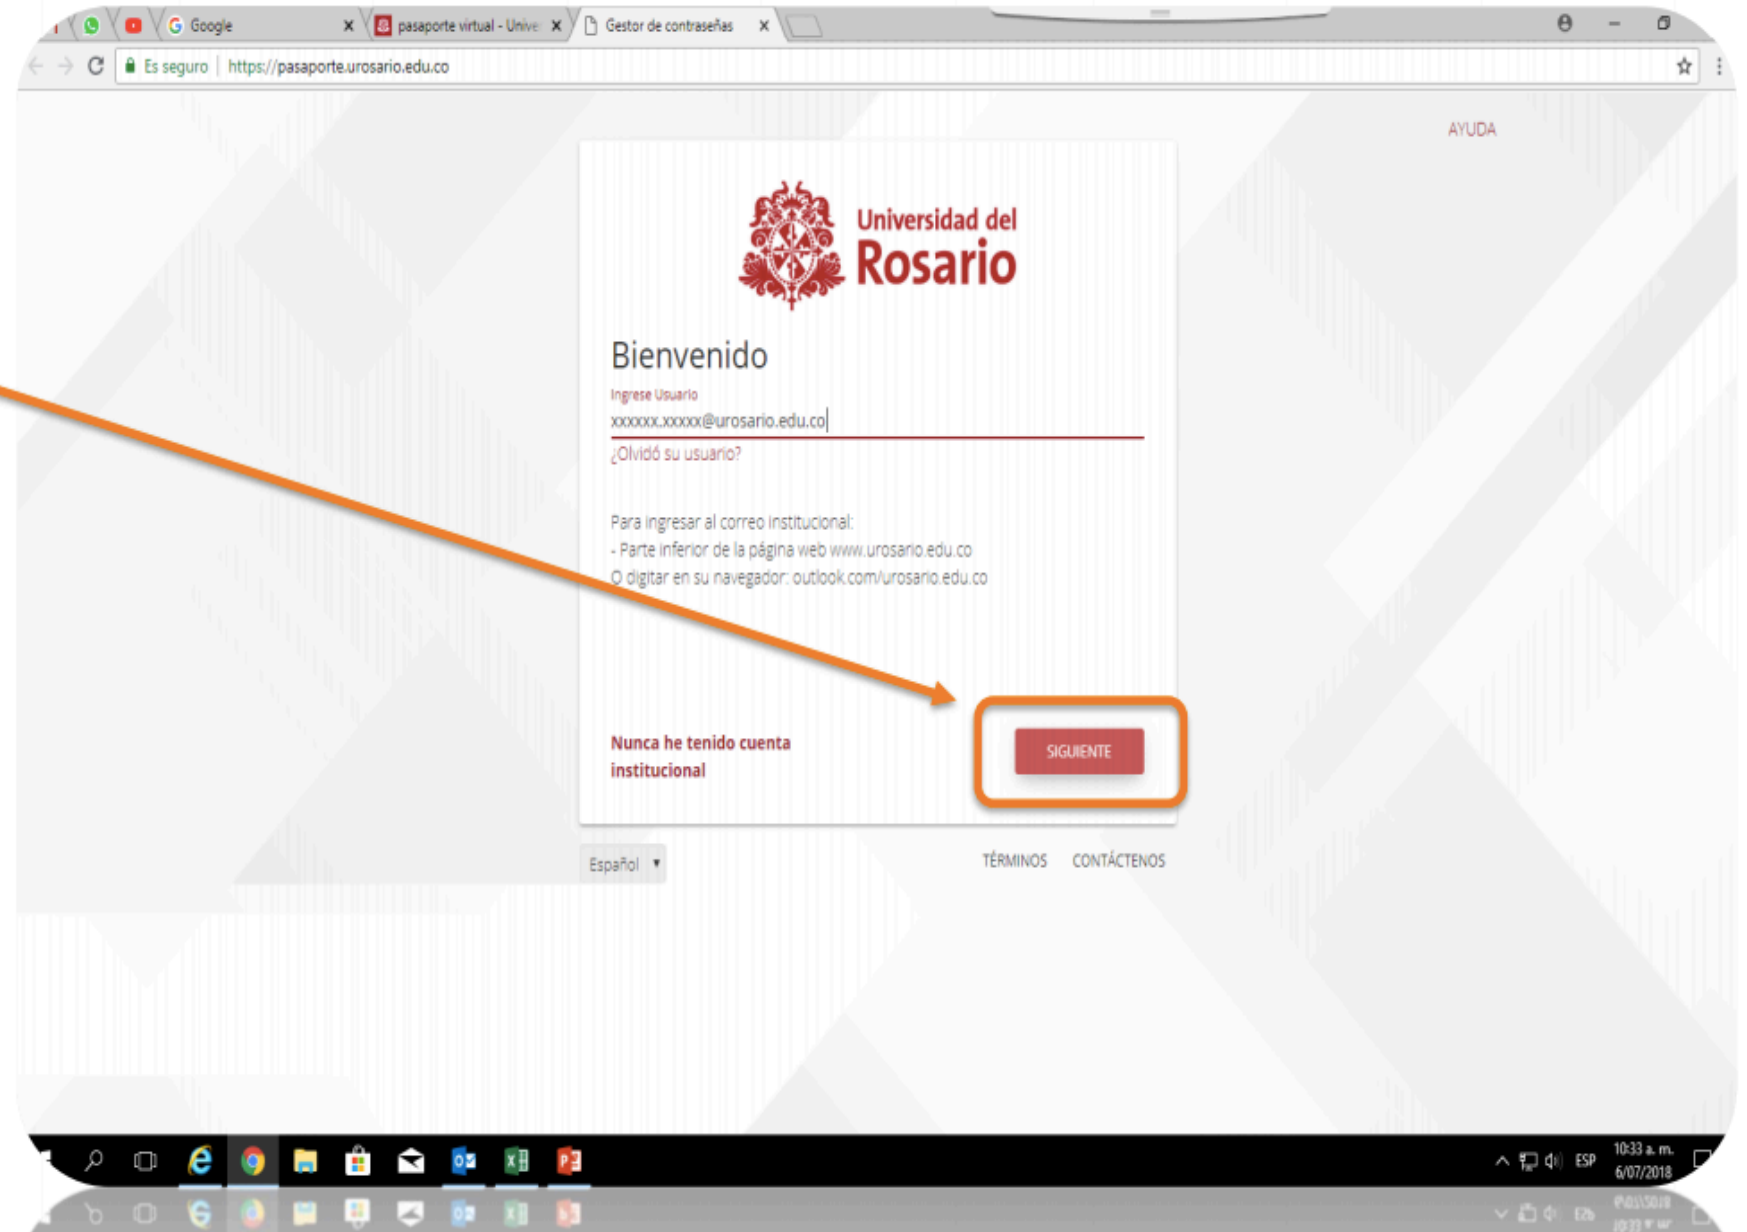 Google
pasaporte virtual - Unive
Gestor de contraseñas
Es seguro
https://pasaporte.urosario.edu.co
AYUDA
Universidad del
Rosario
Bienvenido
Ingrese Usuario
xxxxxx.xxxxx@urosario.edu.co
¿Olvidó su usuario?
Para ingresar al correo institucional:
- Parte inferior de la página web www.urosario.edu.co
O digitar en su navegador: outlook.com/urosario.edu.co
Nunca he tenido cuenta
institucional
SIGUIENTE
Español
TÉRMINOS CONTÁCTENOS
ESP
10:33 a. m.
6/07/2018